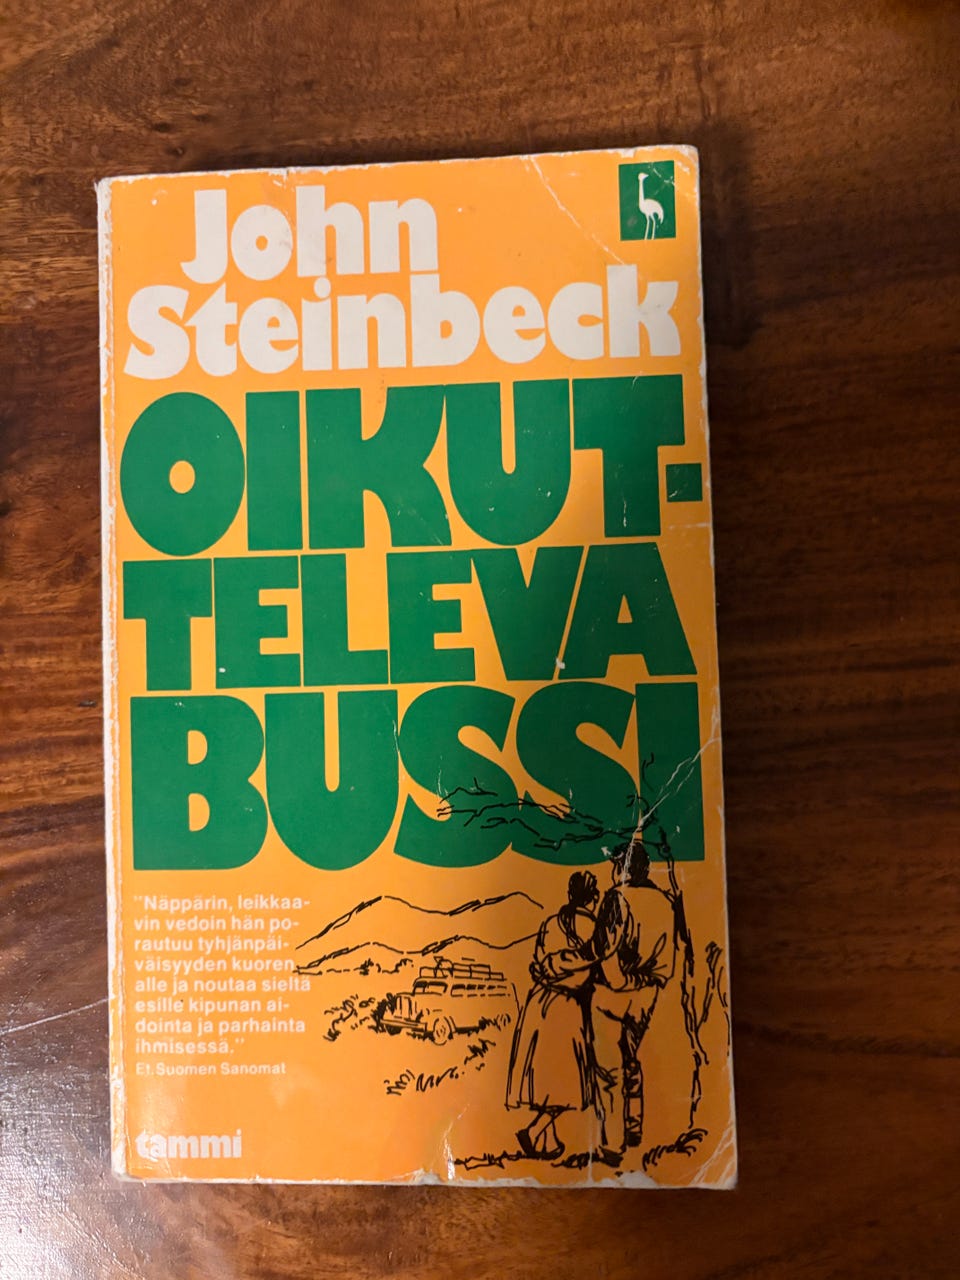 John
Steinbeck
OIKUT-
TELEVA
BUSSI
"Näppärin, leikkaa-
vin vedoin hän po-
rautuu tyhjänpäi-
väisyyden kuoren
alle ja noutaa sieltä
esille kipunan ai-
dointa ja parhainta
ihmisessä."
Et.Suomen Sanomat
tammi